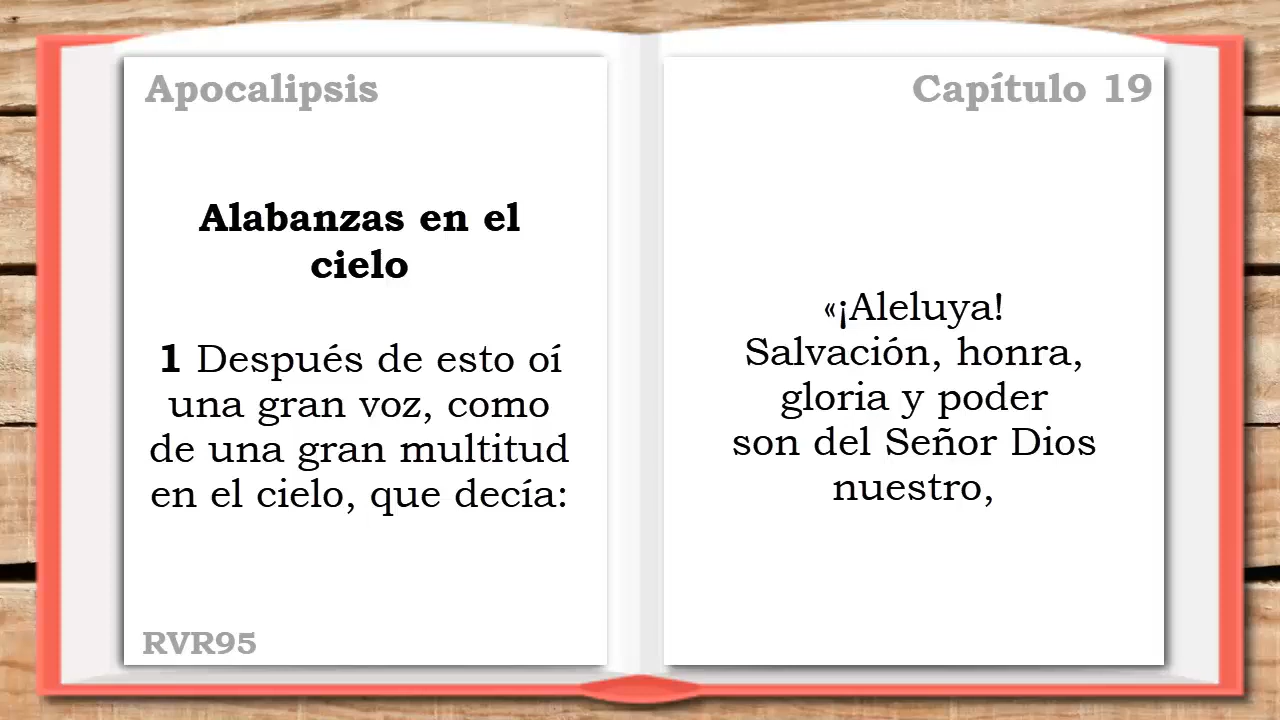 Apocalipsis
Alabanzas en el
cielo
1 Después de esto oí
una gran voz, como
de una gran multitud
en el cielo, que decía:
RVR95
Capítulo 19
«¡Aleluya!
Salvación, honra,
gloria y poder
son del Señor Dios
nuestro,